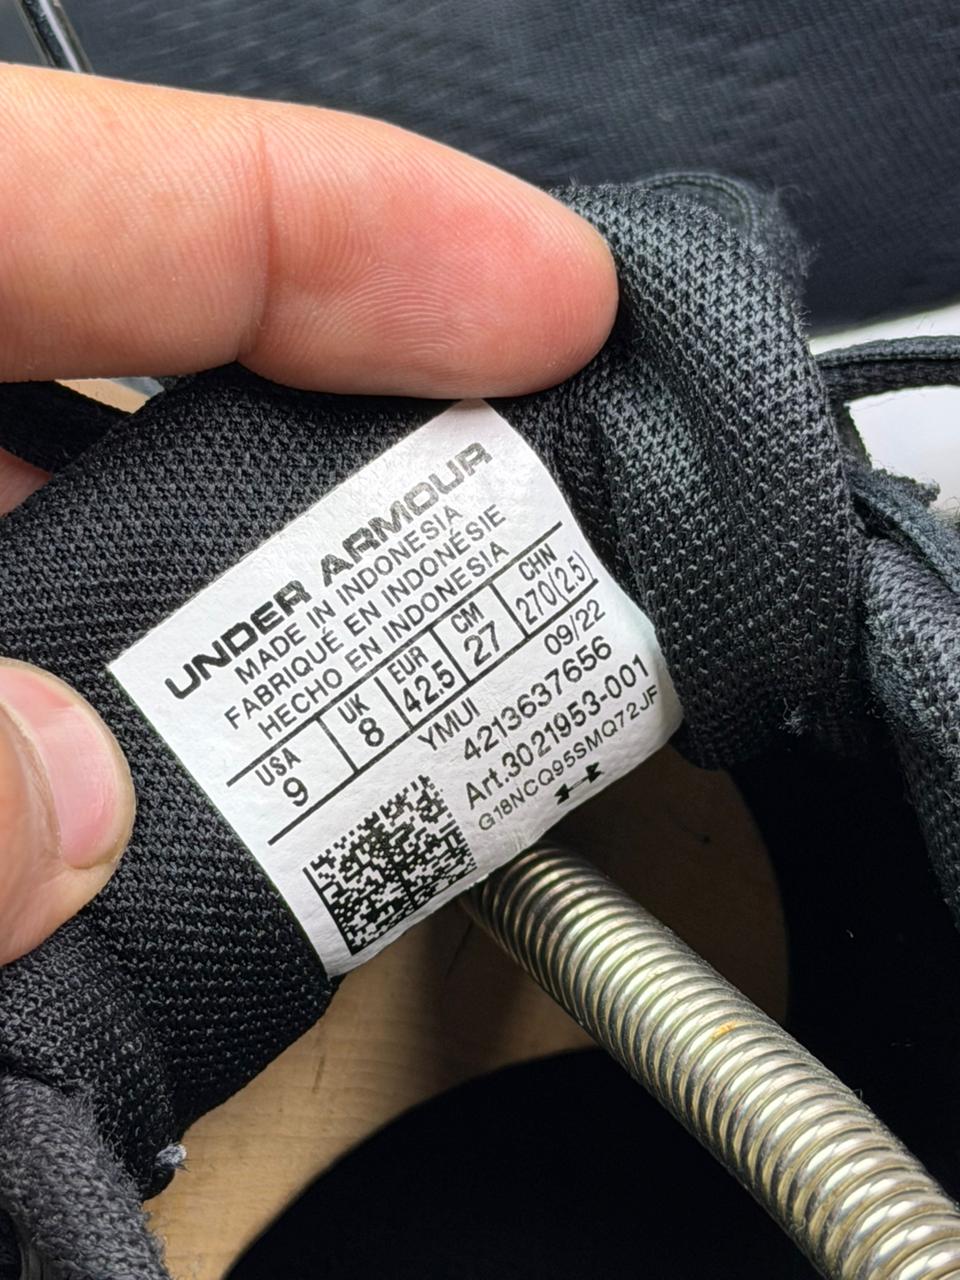 UNDER ARMOUR
MADE IN INDONESIA
FABRIQUÉ EN INDONÉSIE
HECHO EN INDONESIA
USA UK EUR CM CHN
9 8 42.5 27 270(2.5)
YMUI 09/22
4213637656
Art.3021953-001
G18NCQ95SMQ72JF